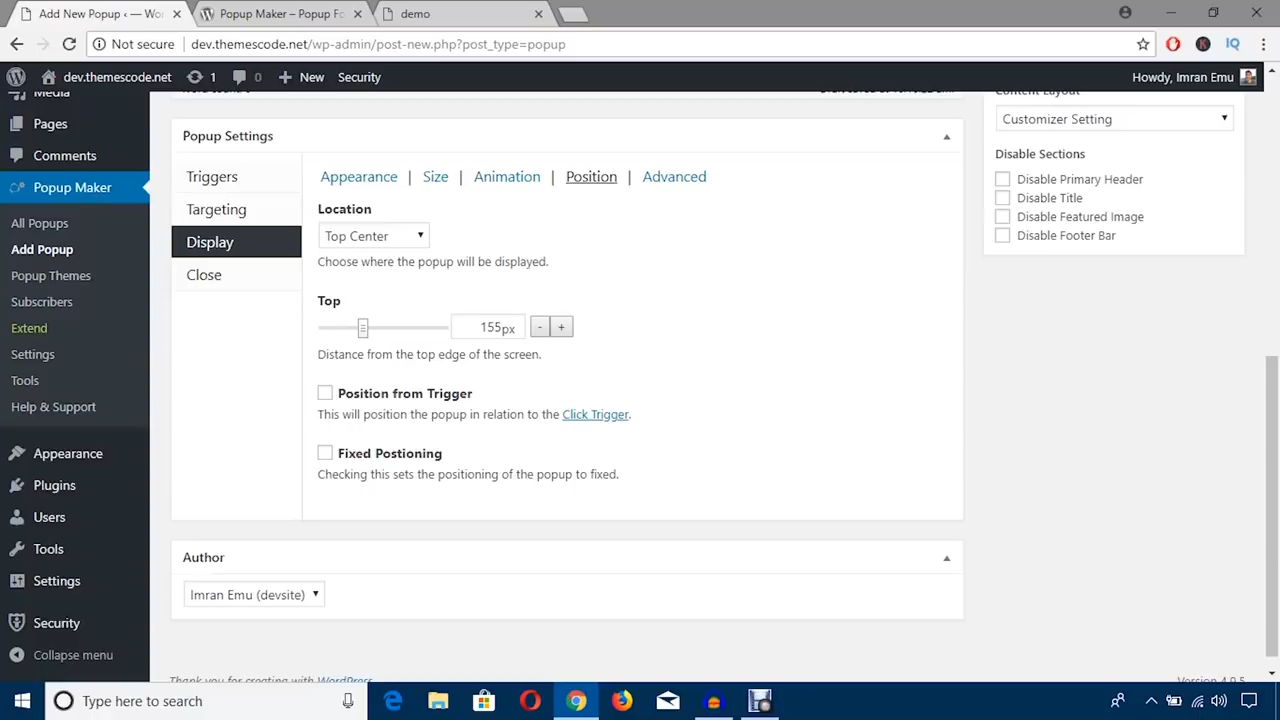 Add New Popup ‹ — Wor
Popup Maker – Popup Fo
demo
Not secure
dev.themescode.net/wp-admin/post-new.php?post_type=popup
dev.themescode.net
1
0
New
Security
Howdy, Imran Emu
Media
Pages
Comments
Popup Maker
All Popups
Add Popup
Popup Themes
Subscribers
Extend
Settings
Tools
Help & Support
Appearance
Plugins
Users
Tools
Settings
Security
Collapse menu
Popup Settings
Triggers
Targeting
Display
Close
Appearance | Size | Animation | Position | Advanced
Location
Top Center
Choose where the popup will be displayed.
Top
155px
- +
Distance from the top edge of the screen.
Position from Trigger
This will position the popup in relation to the Click Trigger.
Fixed Postioning
Checking this sets the positioning of the popup to fixed.
Author
Imran Emu (devsite)
Thank you for creating with WordPress.
Version 4.9.5
Content Layout
Customizer Setting
Disable Sections
Disable Primary Header
Disable Title
Disable Featured Image
Disable Footer Bar
Type here to search